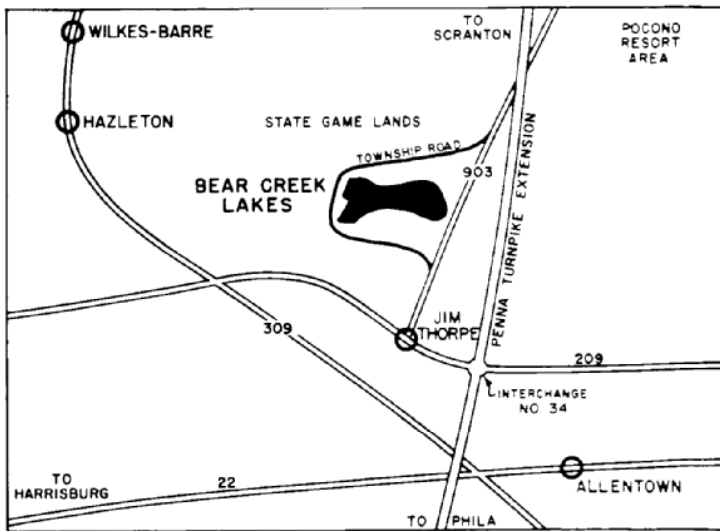 WILKES-BARRE
TO
SCRANTON
POCONO
RESORT
AREA
HAZLETON
STATE GAME LANDS
TOWNSHIP ROAD
903
BEAR CREEK
LAKES
PENNA TURNPIKE EXTENSION
JIM
THORPE
309
209
INTERCHANGE
NO 34
TO
HARRISBURG
22
ALLENTOWN
TO PHILA